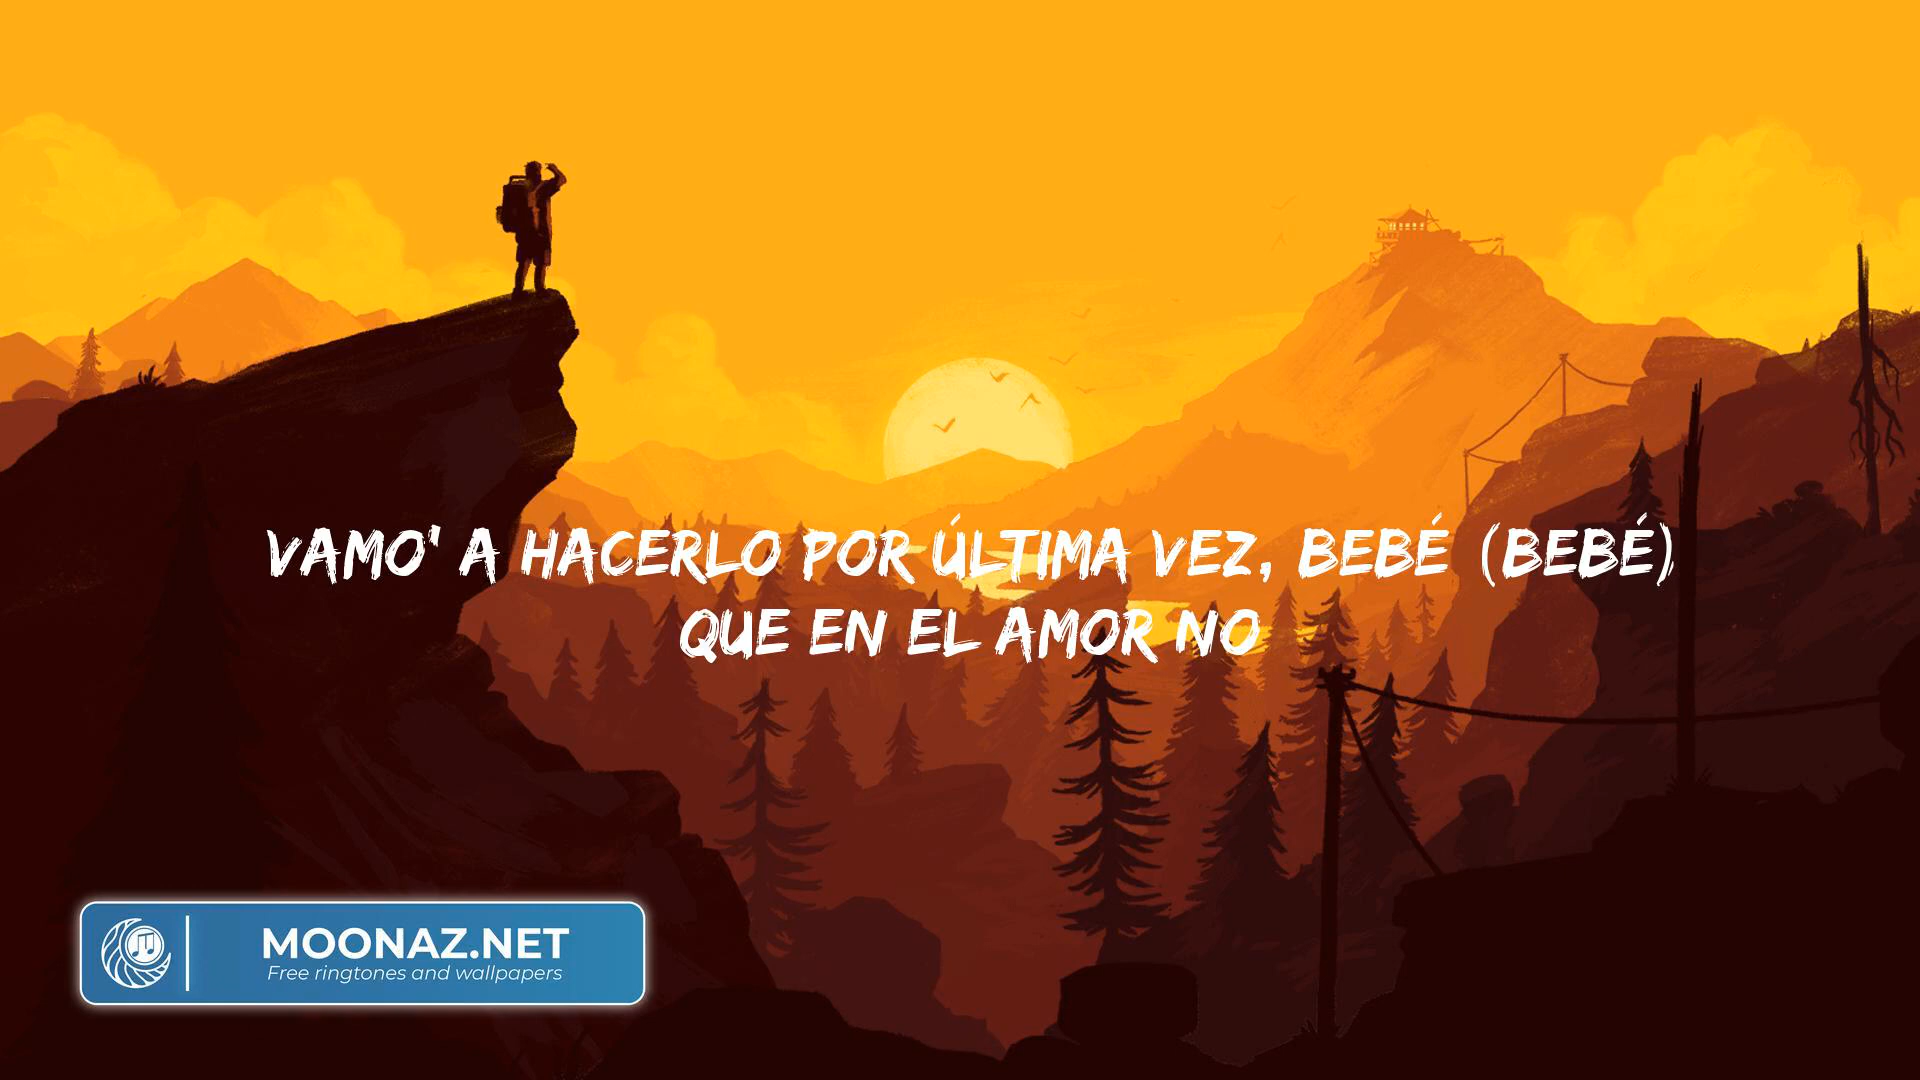 VAMO' A HACERLO POR ÚLTIMA VEZ, BEBÉ (BEBÉ)
QUE EN EL AMOR NO
MOONAZ.NET
Free ringtones and wallpapers